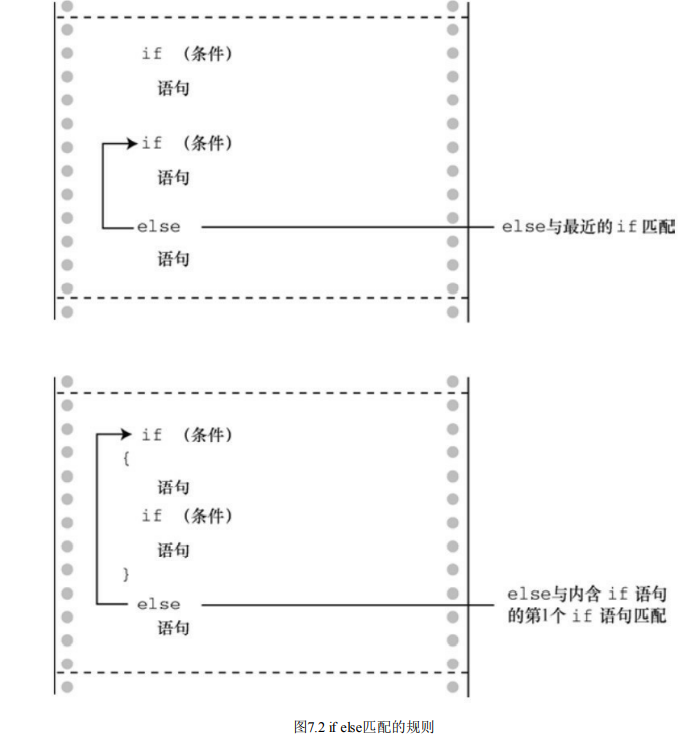 if （条件）
语句
if （条件）
语句
else
else与最近的 if 匹配
语句
if （条件）
{
语句
if （条件）
语句
}
else
else与内含 if 语句
的第1个 if 语句匹配
语句
图7.2 if else匹配的规则